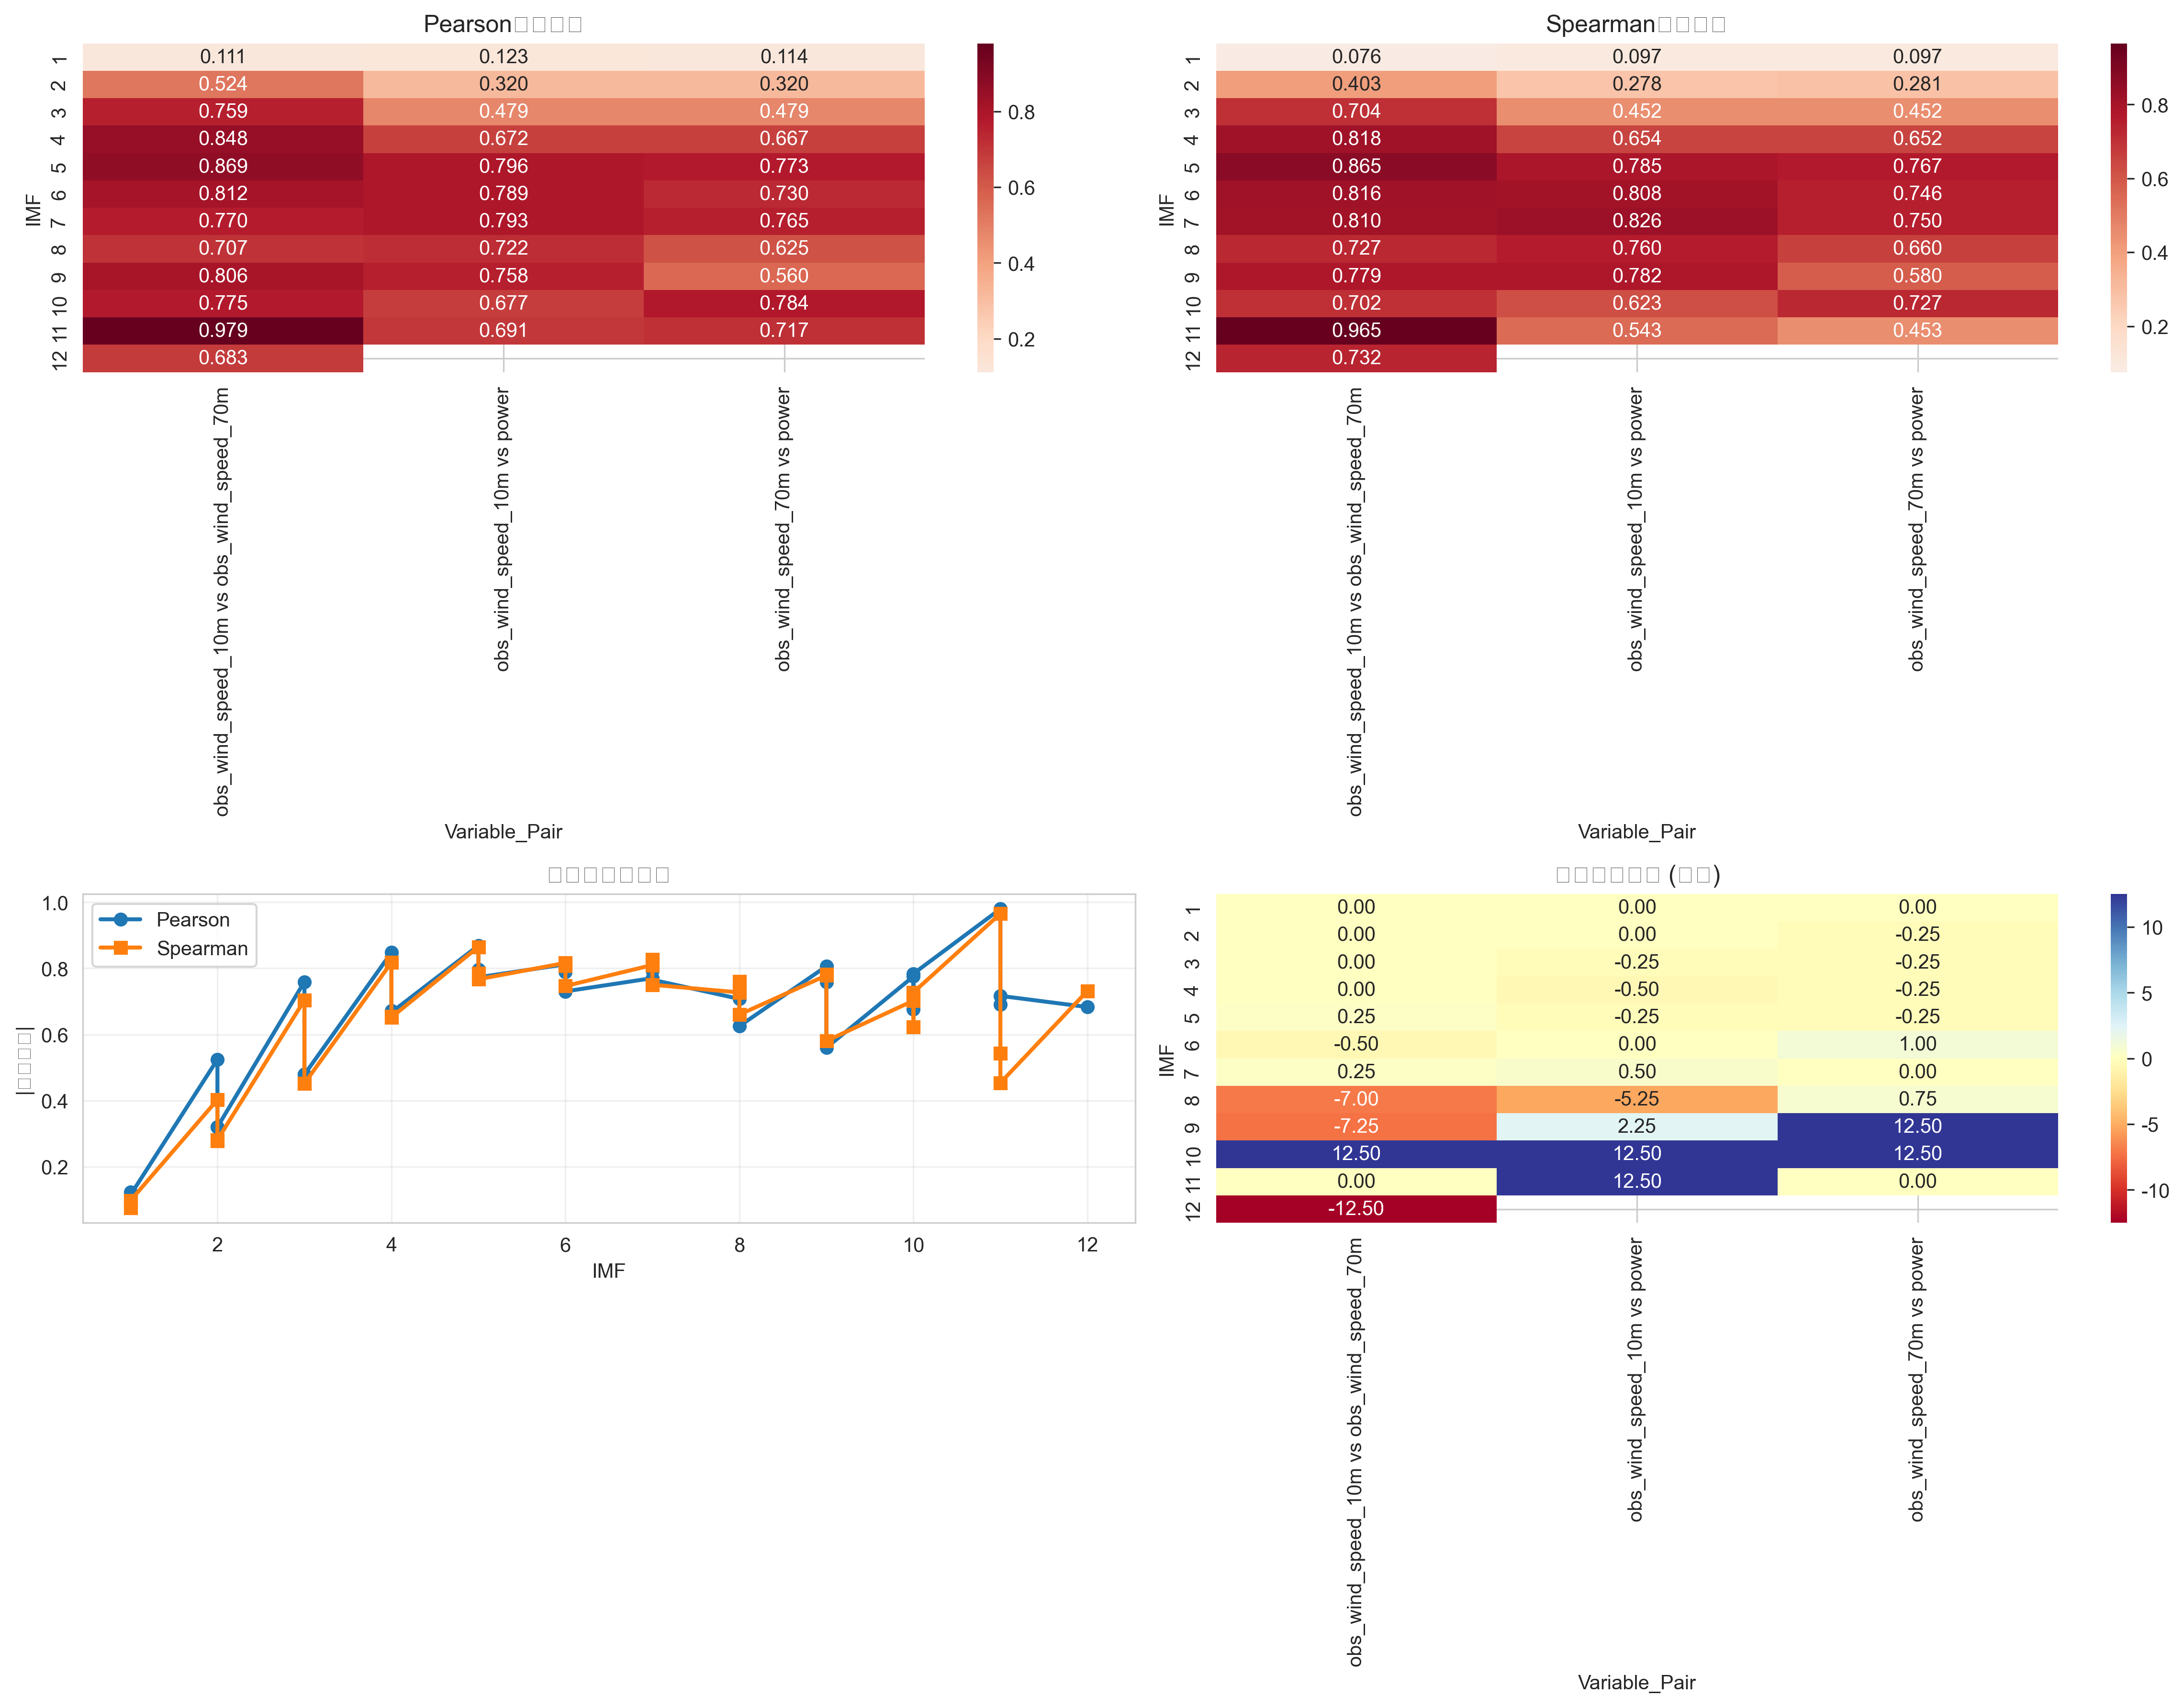 Pearson
1 0.111 0.123 0.114
2 0.524 0.320 0.320
3 0.759 0.479 0.479
4 0.848 0.672 0.667
5 0.869 0.796 0.773
6 0.812 0.789 0.730
7 0.770 0.793 0.765
8 0.707 0.722 0.625
9 0.806 0.758 0.560
10 0.775 0.677 0.784
11 0.979 0.691 0.717
12 0.683
IMF
0.8
0.6
0.4
0.2
obs_wind_speed_10m vs obs_wind_speed_70m
obs_wind_speed_10m vs power
obs_wind_speed_70m vs power
Variable_Pair
Spearman
1 0.076 0.097 0.097
2 0.403 0.278 0.281
3 0.704 0.452 0.452
4 0.818 0.654 0.652
5 0.865 0.785 0.767
6 0.816 0.808 0.746
7 0.810 0.826 0.750
8 0.727 0.760 0.660
9 0.779 0.782 0.580
10 0.702 0.623 0.727
11 0.965 0.543 0.453
12 0.732
IMF
0.8
0.6
0.4
0.2
obs_wind_speed_10m vs obs_wind_speed_70m
obs_wind_speed_10m vs power
obs_wind_speed_70m vs power
Variable_Pair
Pearson
Spearman
1.0
0.8
0.6
0.4
0.2
2 4 6 8 10 12
IMF
1 0.00 0.00 0.00
2 0.00 0.00 -0.25
3 0.00 -0.25 -0.25
4 0.00 -0.50 -0.25
5 0.25 -0.25 -0.25
6 -0.50 0.00 1.00
7 0.25 0.50 0.00
8 -7.00 -5.25 0.75
9 -7.25 2.25 12.50
10 12.50 12.50 12.50
11 0.00 12.50 0.00
12 -12.50
IMF
10
5
0
-5
-10
obs_wind_speed_10m vs obs_wind_speed_70m
obs_wind_speed_10m vs power
obs_wind_speed_70m vs power
Variable_Pair